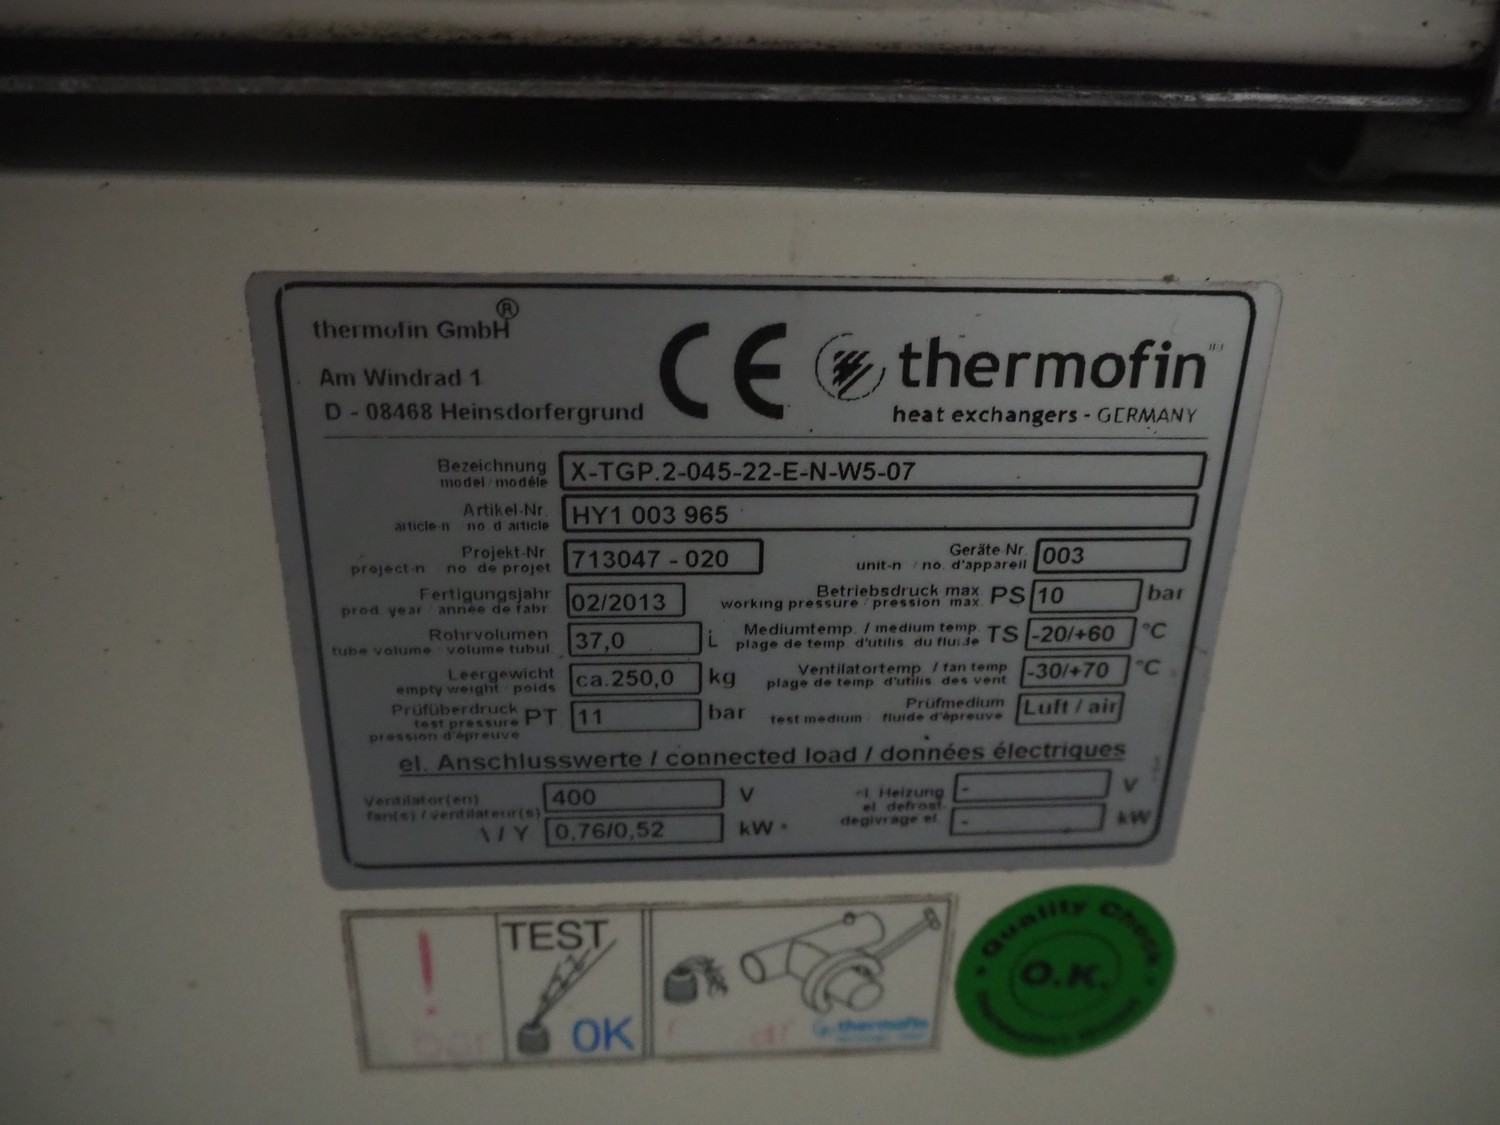 thermofin GmbH®
Am Windrad 1
D - 08468 Heinsdorfergrund
CE
thermofin
heat exchangers - GERMANY
Bezeichnung X-TGP.2-045-22-E-N-W5-07
model / modèle
Artikel-Nr. HY1 003 965
article-n no d article
Projekt-Nr 713047 - 020 Geräte-Nr. 003
project-n no de projet unit-n / no. d'appareil
Fertigungsjahr 02/2013 Betriebsdruck max PS 10 bar
prod year année de fabr working pressure / pression max
Rohrvolumen 37,0 L Mediumtemp. / medium temp. TS -20/+60 °C
tube volume volume tubul plage de temp. d'utilis du fluide
Leergewicht ca.250,0 kg Ventilatortemp. / fan temp -30/+70 °C
empty weight poids plage de temp. d'utilis. des vent
Prüfüberdruck PT 11 bar Prüfmedium Luft / air
test pressure test medium fluide d'épreuve
pression d'épreuve
el. Anschlusswerte / connected load / données électriques
Ventilator(en) 400 V el. Heizung - V
fan(s) / ventilateur(s) el defrost.
\ / Y 0,76/0,52 kW degivrage el - kW
!
TEST
OK
bar
thermofin
Quality Check
O.K.